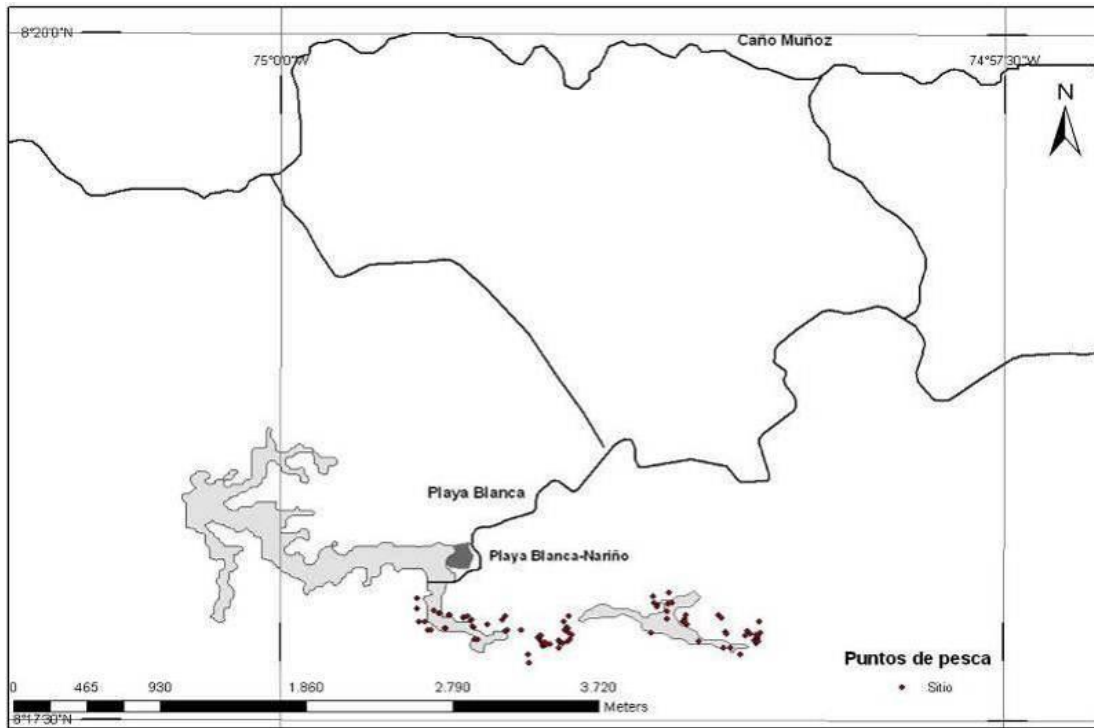 8°20'0"N
Caño Muñoz
75°0'0"W
74°57'30"W
N
Playa Blanca
Playa Blanca-Nariño
Puntos de pesca
Sitio
0 465 930 1.860 2.790 3.720
Meters
8°17'30"N